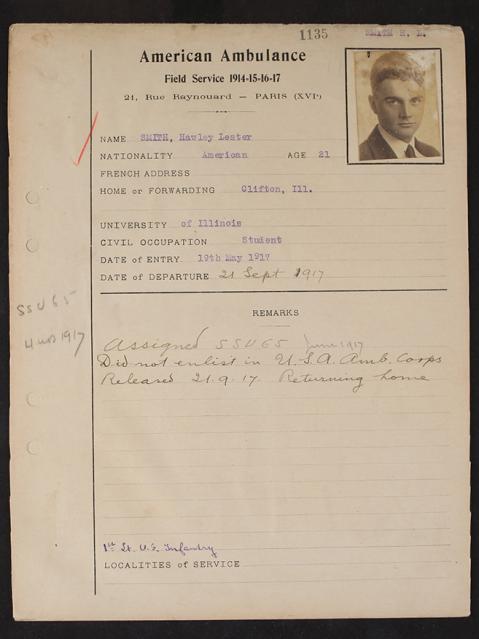 1135
SMITH H. L.
American Ambulance
Field Service 1914-15-16-17
21, Rue Raynouard — PARIS (XVIe)
NAME SMITH, Hawley Lester
NATIONALITY American AGE 21
FRENCH ADDRESS
HOME or FORWARDING Clifton, Ill.
UNIVERSITY of Illinois
CIVIL OCCUPATION Student
DATE of ENTRY 19th May 1917
DATE of DEPARTURE 21 Sept 1917
REMARKS
SSU 65
4 mos 1917
Assigned SSU 65 June 1917
Did not enlist in U.S.A. Amb. Corps
Released 21.9.17. Returning home
1st Lt. U.S. Infantry
LOCALITIES of SERVICE